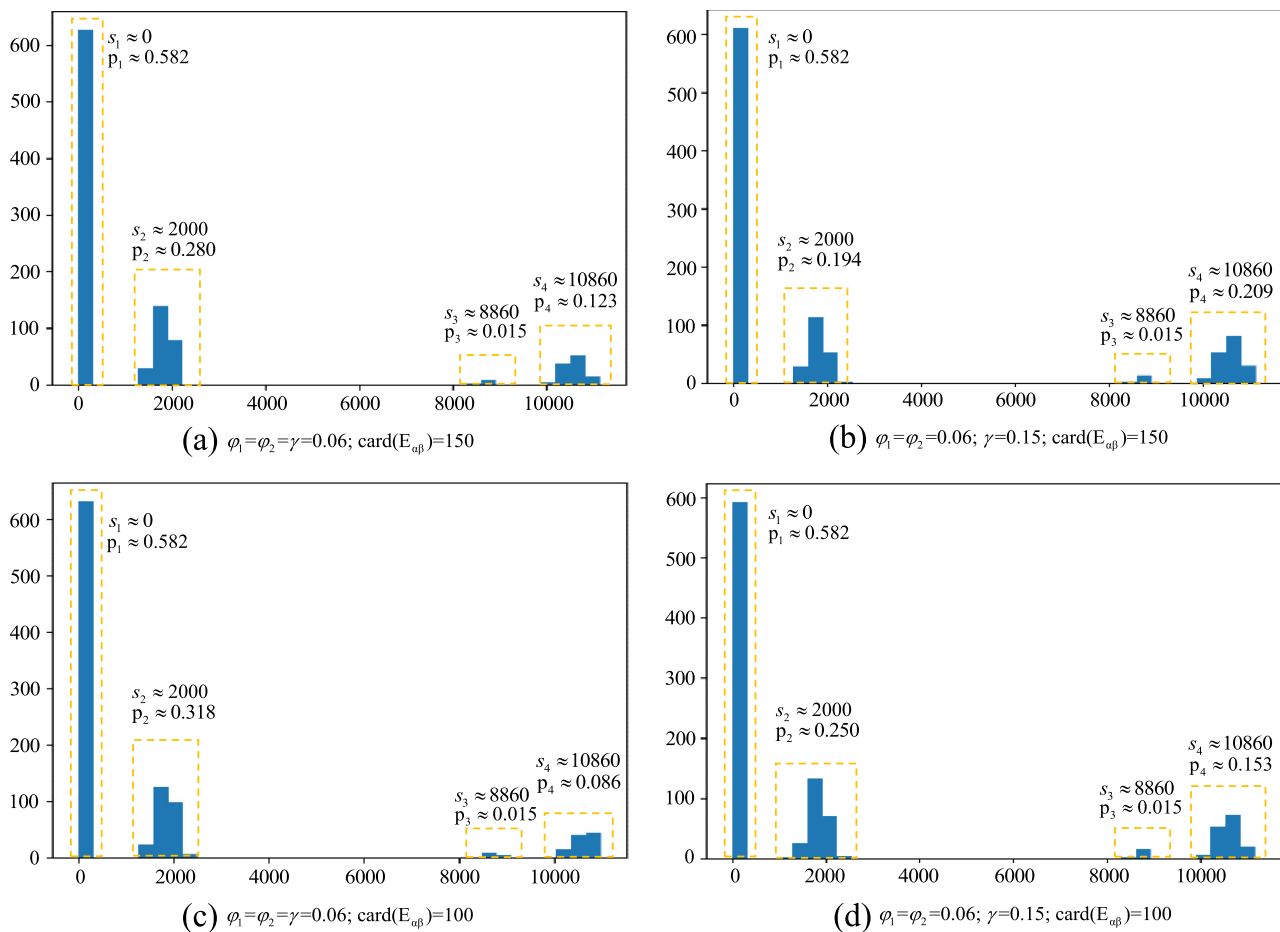 600
500
400
300
200
100
0
s₁ ≈ 0
p₁ ≈ 0.582
s₂ ≈ 2000
p₂ ≈ 0.280
s₃ ≈ 8860
p₃ ≈ 0.015
s₄ ≈ 10860
p₄ ≈ 0.123
0 2000 4000 6000 8000 10000
(a) φ₁=φ₂=γ=0.06; card(E_αβ)=150
600
500
400
300
200
100
0
s₁ ≈ 0
p₁ ≈ 0.582
s₂ ≈ 2000
p₂ ≈ 0.194
s₃ ≈ 8860
p₃ ≈ 0.015
s₄ ≈ 10860
p₄ ≈ 0.209
0 2000 4000 6000 8000 10000
(b) φ₁=φ₂=0.06; γ=0.15; card(E_αβ)=150
600
500
400
300
200
100
0
s₁ ≈ 0
p₁ ≈ 0.582
s₂ ≈ 2000
p₂ ≈ 0.318
s₃ ≈ 8860
p₃ ≈ 0.015
s₄ ≈ 10860
p₄ ≈ 0.086
0 2000 4000 6000 8000 10000
(c) φ₁=φ₂=γ=0.06; card(E_αβ)=100
600
500
400
300
200
100
0
s₁ ≈ 0
p₁ ≈ 0.582
s₂ ≈ 2000
p₂ ≈ 0.250
s₃ ≈ 8860
p₃ ≈ 0.015
s₄ ≈ 10860
p₄ ≈ 0.153
0 2000 4000 6000 8000 10000
(d) φ₁=φ₂=0.06; γ=0.15; card(E_αβ)=100